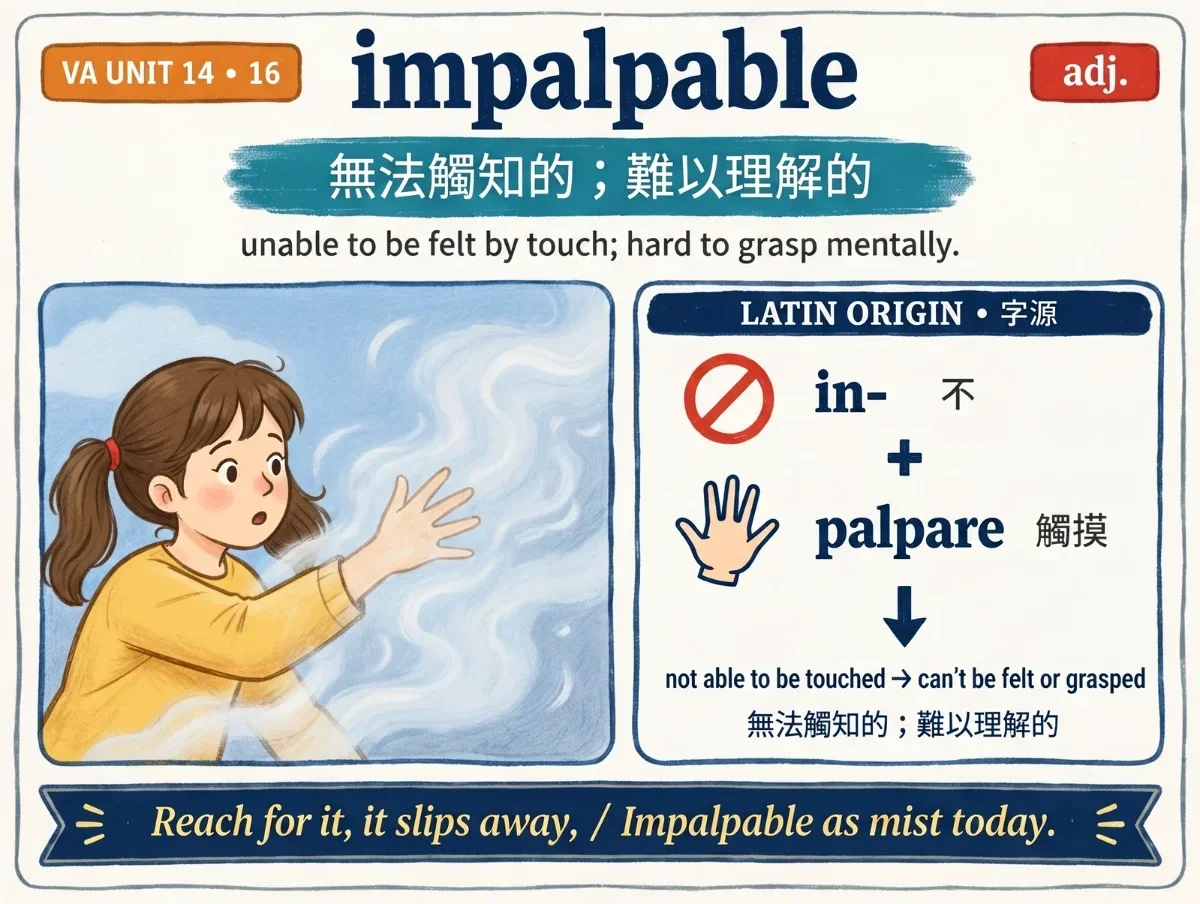 VA UNIT 14 • 16
impalpable
adj.
無法觸知的；難以理解的
unable to be felt by touch; hard to grasp mentally.
LATIN ORIGIN • 字源
in- 不
+
palpare 觸摸
not able to be touched → can't be felt or grasped
無法觸知的；難以理解的
Reach for it, it slips away, / Impalpable as mist today.